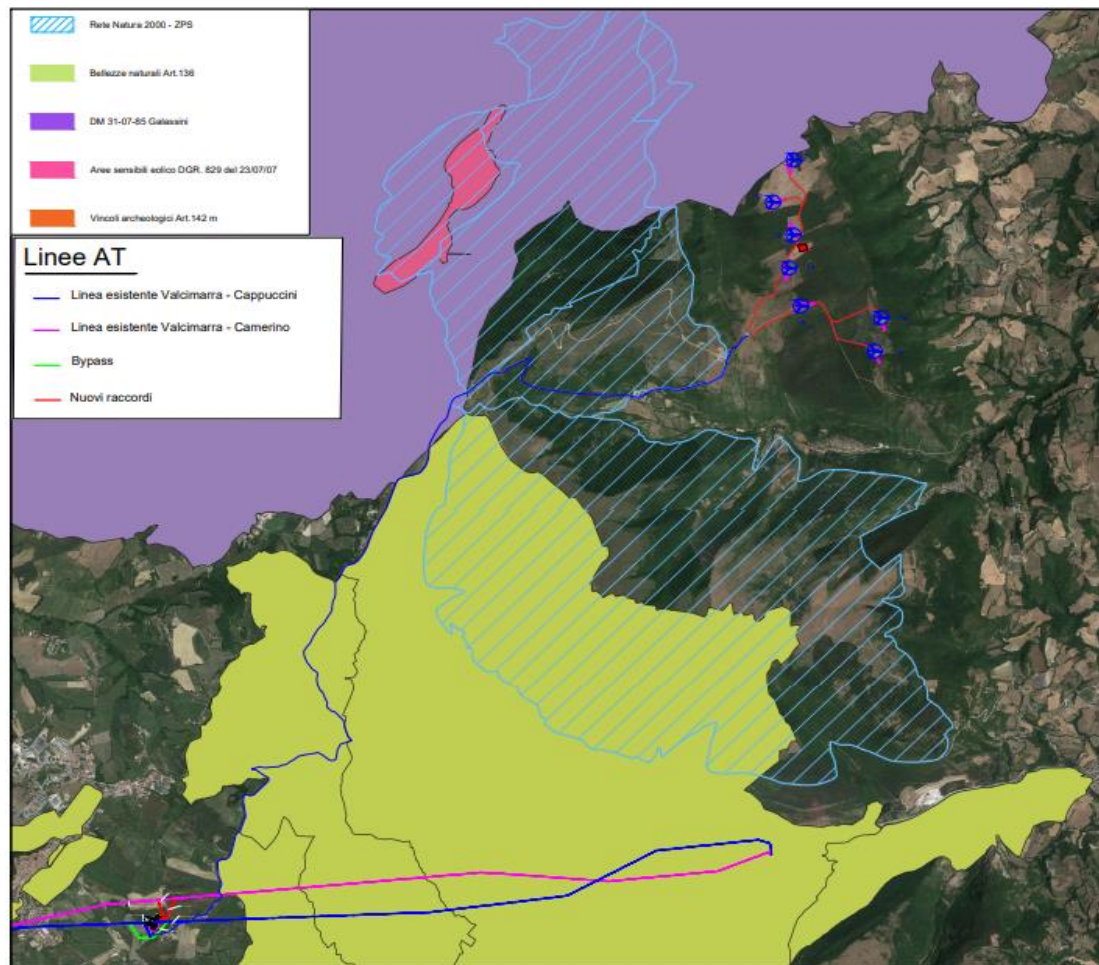 Rete Natura 2000 - ZPS
Bellezze naturali Art.136
DM 31-07-85 Galassini
Aree sensibili eolico DGR. 829 del 23/07/07
Vincoli archeologici Art.142 m
Linee AT
Linea esistente Valcimarra - Cappuccini
Linea esistente Valcimarra - Camerino
Bypass
Nuovi raccordi